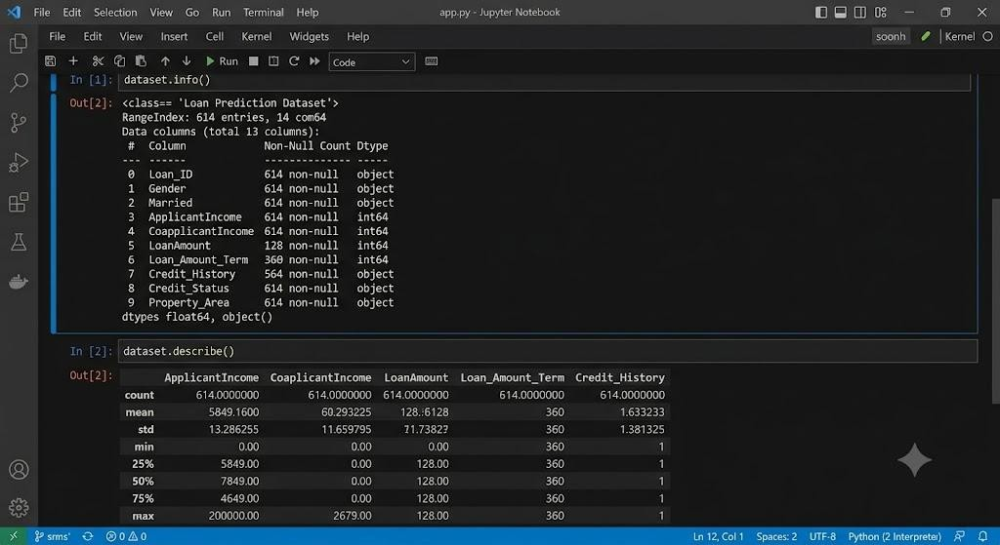 File Edit Selection View Go Run Terminal Help app.py - Jupyter Notebook
File Edit View Insert Cell Kernel Widgets Help soonh Kernel
Run Code
In [1]: dataset.info()
Out[2]: <class== 'Loan Prediction Dataset'>
RangeIndex: 614 entries, 14 com64
Data columns (total 13 columns):
# Column Non-Null Count Dtype
--- ------ -------------- -----
0 Loan_ID 614 non-null object
1 Gender 614 non-null object
2 Married 614 non-null object
3 ApplicantIncome 614 non-null int64
4 CoapplicantIncome 614 non-null int64
5 LoanAmount 128 non-null int64
6 Loan_Amount_Term 360 non-null int64
7 Credit_History 564 non-null object
8 Credit_Status 614 non-null object
9 Property_Area 614 non-null object
dtypes float64, object()
In [2]: dataset.describe()
Out[2]: ApplicantIncome CoaplicantIncome LoanAmount Loan_Amount_Term Credit_History
count 614.0000000 614.0000000 614.0000000 614.0000000 614.0000000
mean 5849.1600 60.293225 128.:6128 360 1.633233
std 13.286255 11.659795 71.73827 360 1.381325
min 0.00 0.00 0.00 360 1
25% 5849.00 0.00 128.00 360 1
50% 7849.00 0.00 128.00 360 1
75% 4649.00 0.00 128.00 360 1
max 200000.00 2679.00 128.00 360 1
srms' 0 0 Ln 12, Col 1 Spaces: 2 UTF-8 Python (2 Interpreter)